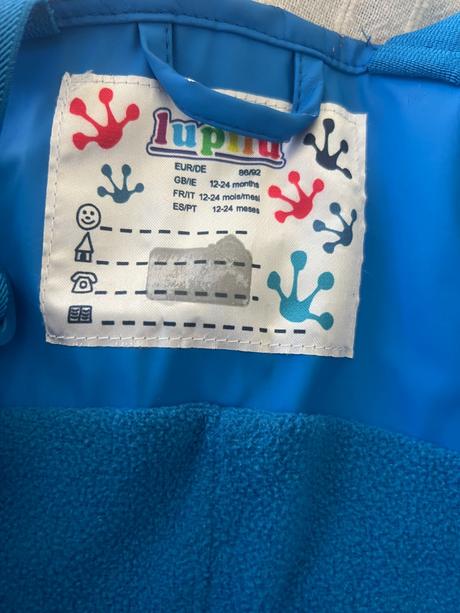 lupilu
EUR/DE 86/92
GB/IE 12-24 months
FR/IT 12-24 mois/mesi
ES/PT 12-24 meses